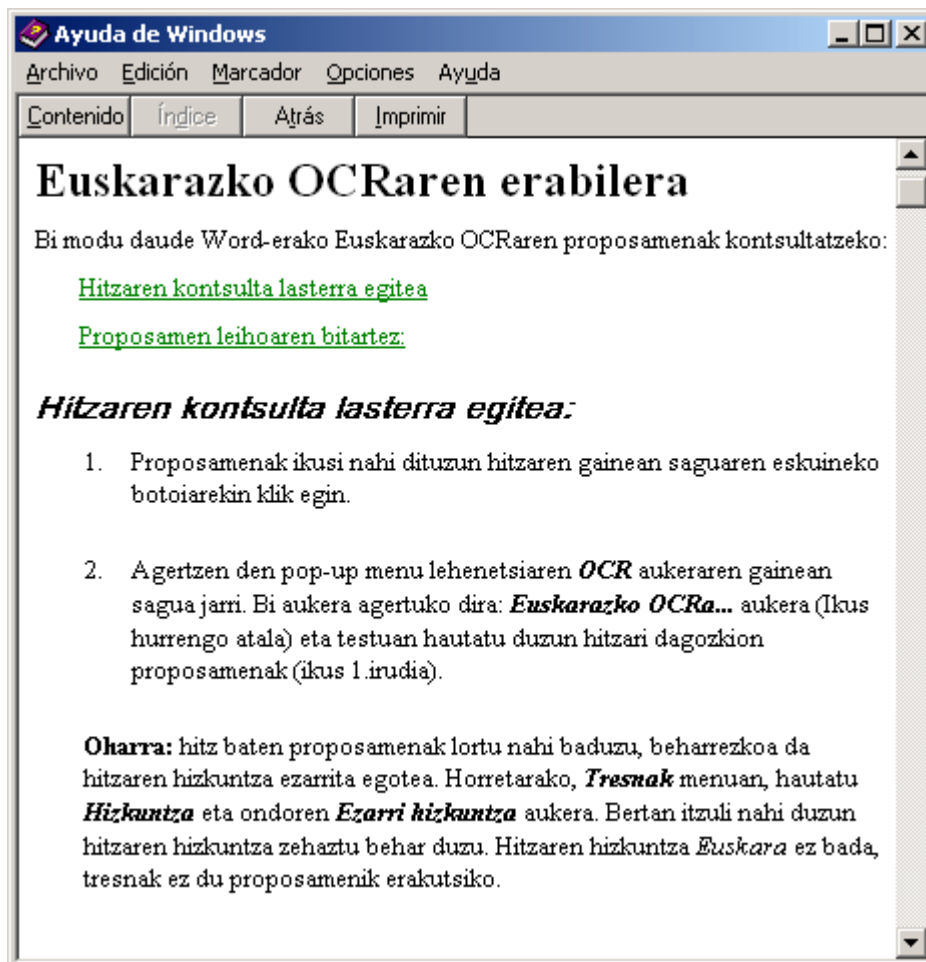 Ayuda de Windows
Archivo Edición Marcador Opciones Ayuda
Contenido Índice Atrás Imprimir
Euskarazko OCRaren erabilera
Bi modu daude Word-erako Euskarazko OCRaren proposamenak kontsultatzeko:
Hitzaren kontsulta lasterra egitea
Proposamen leihoaren bitartez:
Hitzaren kontsulta lasterra egitea:
1. Proposamenak ikusi nahi dituzun hitzaren gainean saguaren eskuineko
botoiarekin klik egin.
2. Agertzen den pop-up menu lehenetsiaren OCR aukeraren gainean
sagua jarri. Bi aukera agertuko dira: Euskarazko OCRa... aukera (Ikus
hurrengo atala) eta testuan hautatu duzun hitzari dagozkion
proposamenak (ikus 1.irudia).
Oharra: hitz baten proposamenak lortu nahi baduzu, beharrezkoa da
hitzaren hizkuntza ezarrita egotea. Horretarako, Tresnak menuan, hautatu
Hizkuntza eta ondoren Ezarri hizkuntza aukera. Bertan itzuli nahi duzun
hitzaren hizkuntza zehaztu behar duzu. Hitzaren hizkuntza Euskara ez bada,
tresnak ez du proposamenik erakutsiko.